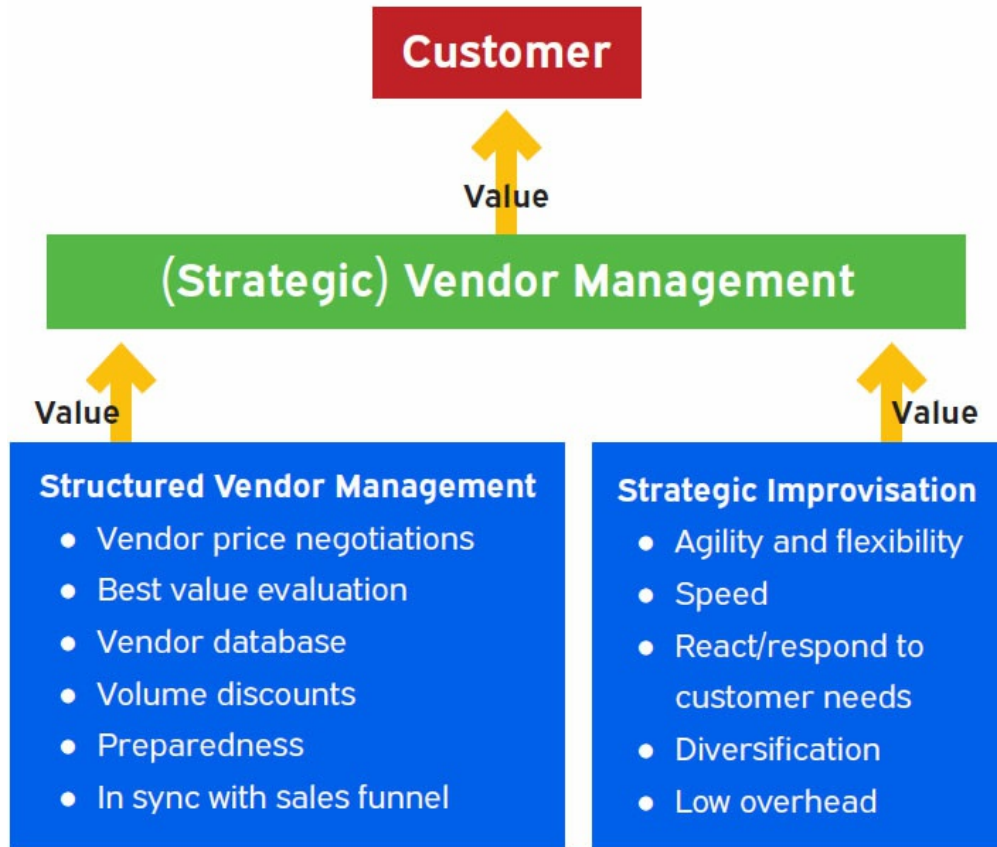 Customer
Value
(Strategic) Vendor Management
Value
Value
Structured Vendor Management
● Vendor price negotiations
● Best value evaluation
● Vendor database
● Volume discounts
● Preparedness
● In sync with sales funnel
Strategic Improvisation
● Agility and flexibility
● Speed
● React/respond to
customer needs
● Diversification
● Low overhead